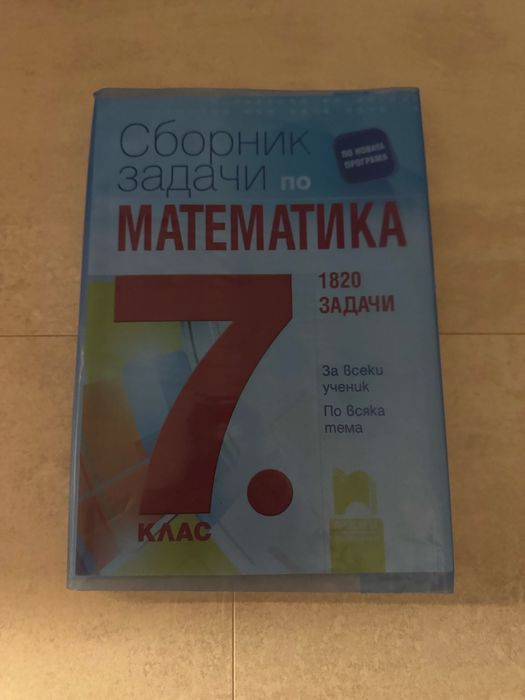 Сборник
задачи по
МАТЕМАТИКА
ПО НОВАТА
ПРОГРАМА
7.
КЛАС
1820
ЗАДАЧИ
За всеки
ученик
По всяка
тема